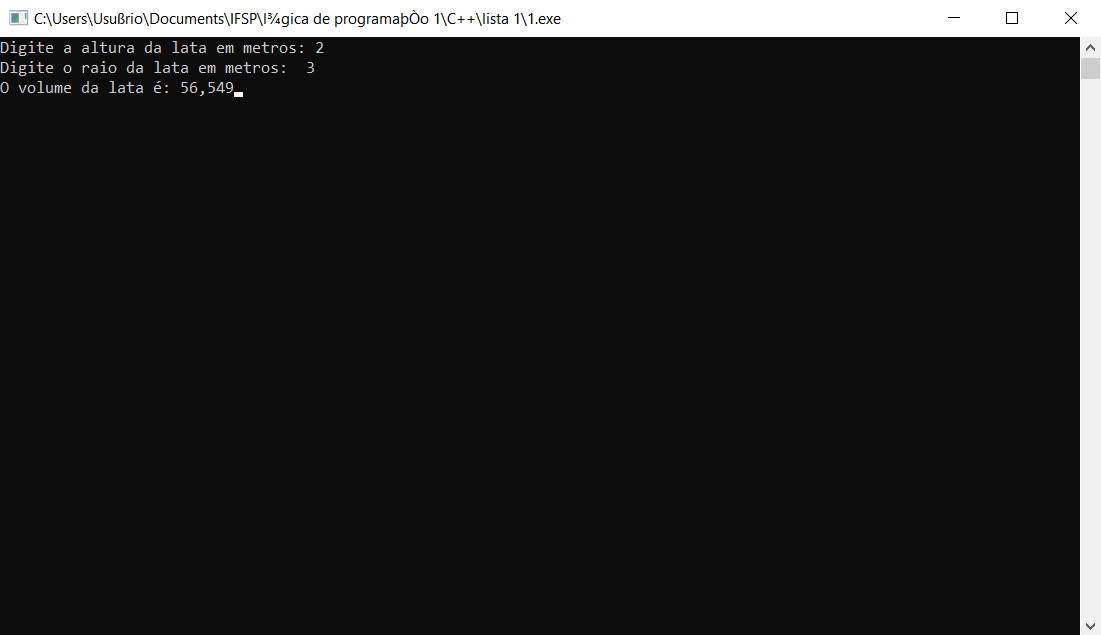 C:\Users\Usußrio\Documents\IFSP\l¾gica de programaþÒo 1\C++\lista 1\1.exe
Digite a altura da lata em metros: 2
Digite o raio da lata em metros:  3
O volume da lata é: 56,549